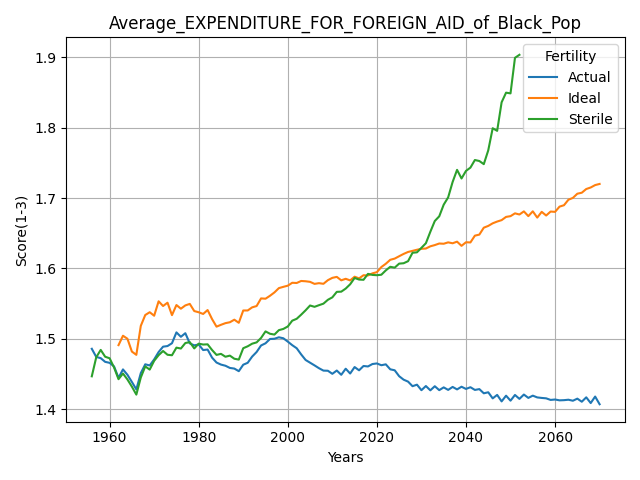 Average_EXPENDITURE_FOR_FOREIGN_AID_of_Black_Pop
Score(1-3)
1.9
1.8
1.7
1.6
1.5
1.4
Fertility
Actual
Ideal
Sterile
1960 1980 2000 2020 2040 2060
Years